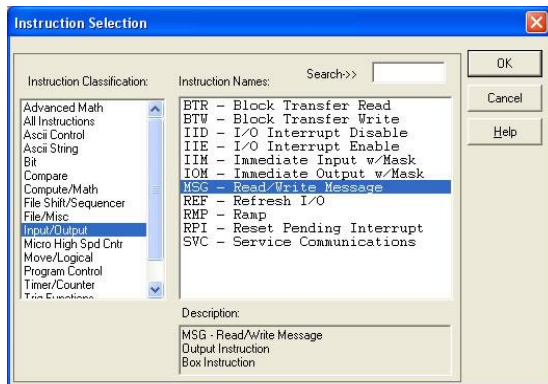 Instruction Selection
Instruction Classification:
Advanced Math
All Instructions
Ascii Control
Ascii String
Bit
Compare
Compute/Math
File Shift/Sequencer
File/Misc
Input/Output
Micro High Spd Cntr
Move/Logical
Program Control
Timer/Counter
Trig Functions
Instruction Names:
Search->>
BTR - Block Transfer Read
BTW - Block Transfer Write
IID - I/O Interrupt Disable
IIE - I/O Interrupt Enable
IIM - Immediate Input w/Mask
IOM - Immediate Output w/Mask
MSG - Read/Write Message
REF - Refresh I/O
RMP - Ramp
RPI - Reset Pending Interrupt
SVC - Service Communications
Description:
MSG - Read/Write Message
Output Instruction
Box Instruction
OK
Cancel
Help